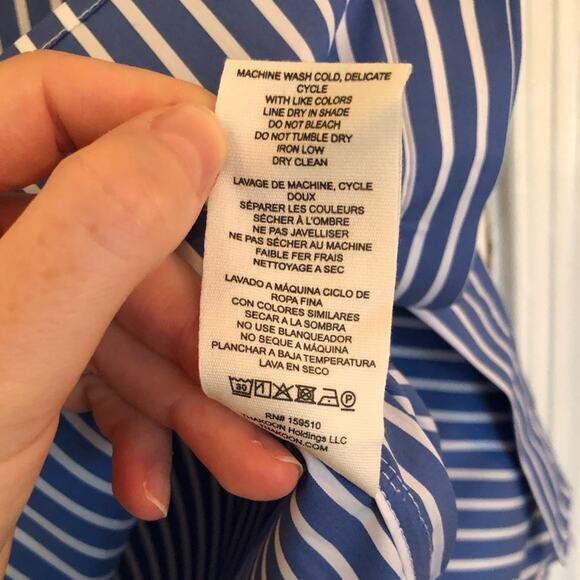 MACHINE WASH COLD, DELICATE
CYCLE
WITH LIKE COLORS
LINE DRY IN SHADE
DO NOT BLEACH
DO NOT TUMBLE DRY
IRON LOW
DRY CLEAN
LAVAGE DE MACHINE, CYCLE
DOUX
SÉPARER LES COULEURS
SÉCHER À L'OMBRE
NE PAS JAVELLISER
NE PAS SÉCHER AU MACHINE
FAIBLE FER FRAIS
NETTOYAGE A SEC
LAVADO A MÁQUINA CICLO DE
ROPA FINA
CON COLORES SIMILARES
SECAR A LA SOMBRA
NO USE BLANQUEADOR
NO SEQUE A MÁQUINA
PLANCHAR A BAJA TEMPERATURA
LAVA EN SECO
30 P
RN# 159510
THAKOON Holdings LLC
THAKOON.COM